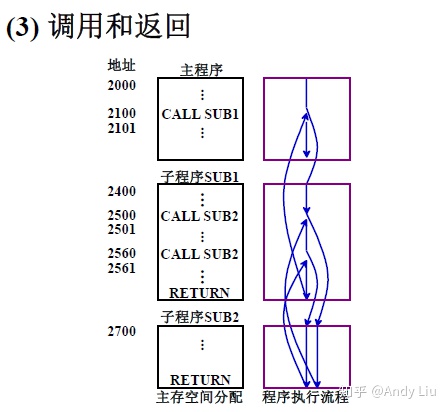 (3) 调用和返回
地址 主程序
2000
⋮
2100 CALL SUB1
2101 ⋮
子程序SUB1
2400 ⋮
2500 CALL SUB2
2501 ⋮
2560 CALL SUB2
2561 ⋮
RETURN
子程序SUB2
2700
⋮
RETURN
主存空间分配 程序执行流程
知乎 @Andy Liu